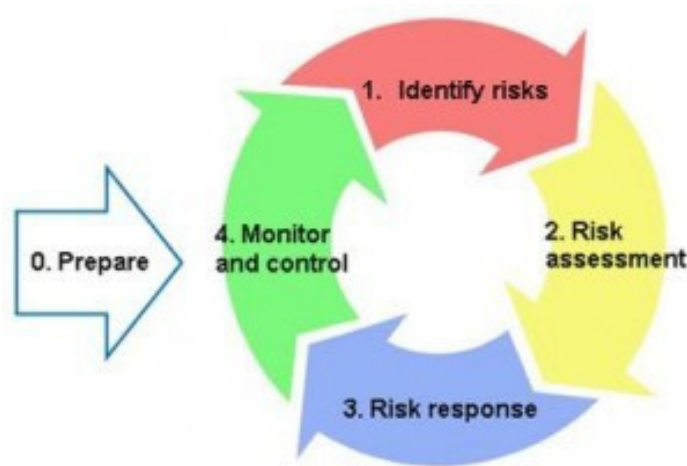 0. Prepare
1. Identify risks
2. Risk
assessment
3. Risk response
4. Monitor
and control